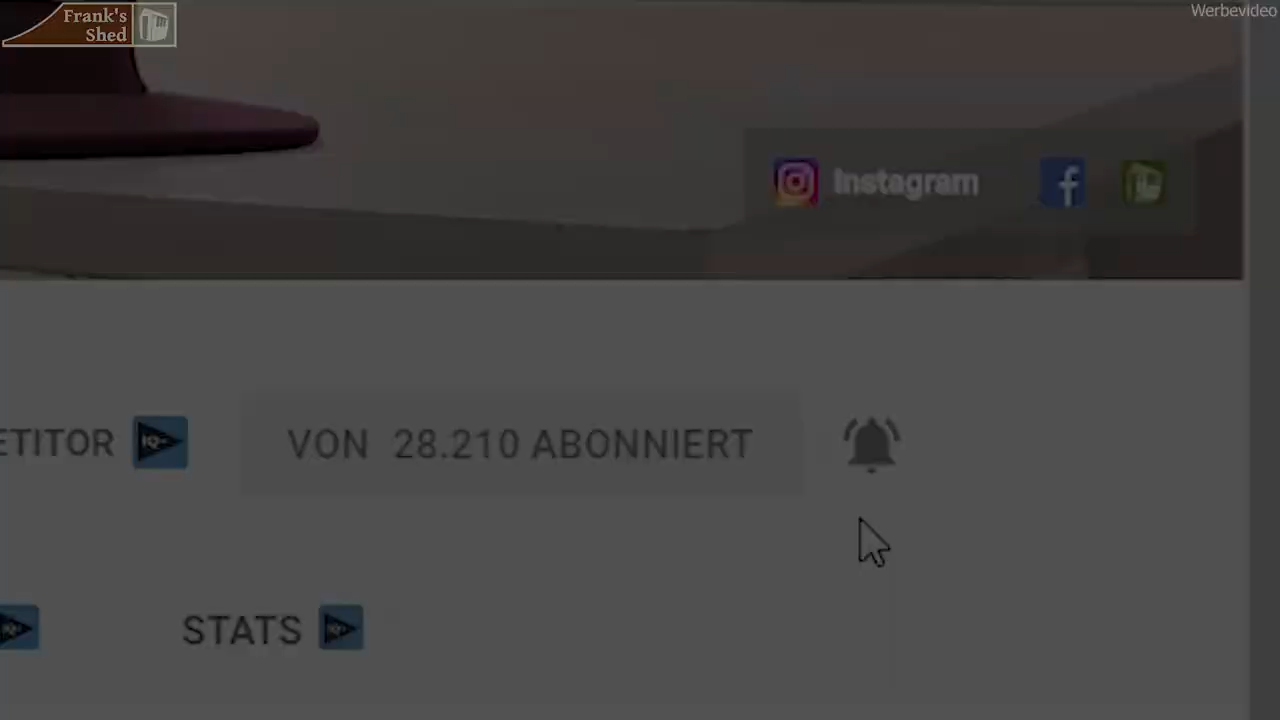 Frank's
Shed
Werbevideo
Instagram
ETITOR
VON 28.210 ABONNIERT
STATS